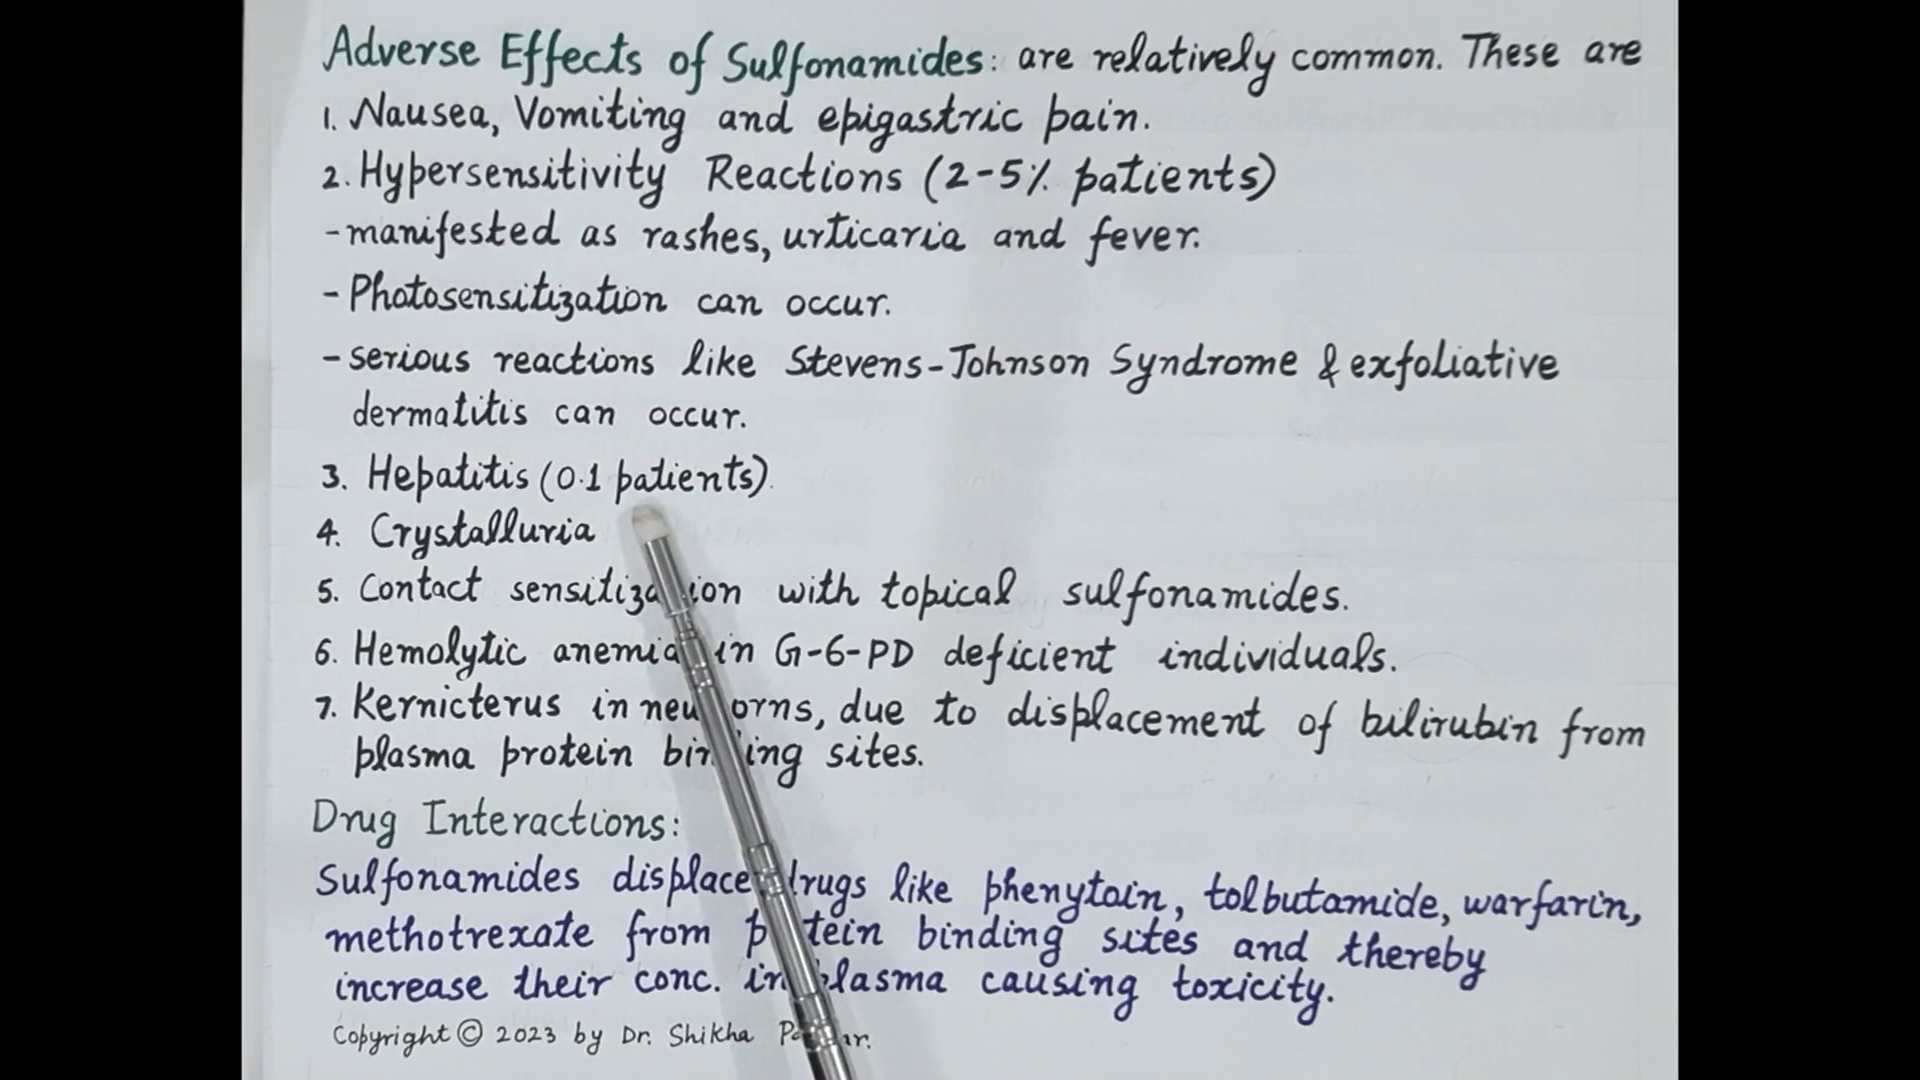 Adverse Effects of Sulfonamides: are relatively common. These are
1. Nausea, Vomiting and epigastric pain.
2. Hypersensitivity Reactions (2-5% patients)
- manifested as rashes, urticaria and fever.
- Photosensitization can occur.
- serious reactions like Stevens-Johnson Syndrome & exfoliative
dermatitis can occur.
3. Hepatitis (0.1 patients).
4. Crystalluria
5. Contact sensitization with topical sulfonamides.
6. Hemolytic anemia in G-6-PD deficient individuals.
7. Kernicterus in newborns, due to displacement of bilirubin from
plasma protein binding sites.
Drug Interactions:
Sulfonamides displace drugs like phenytoin, tolbutamide, warfarin,
methotrexate from protein binding sites and thereby
increase their conc. in plasma causing toxicity.
Copyright © 2023 by Dr. Shikha